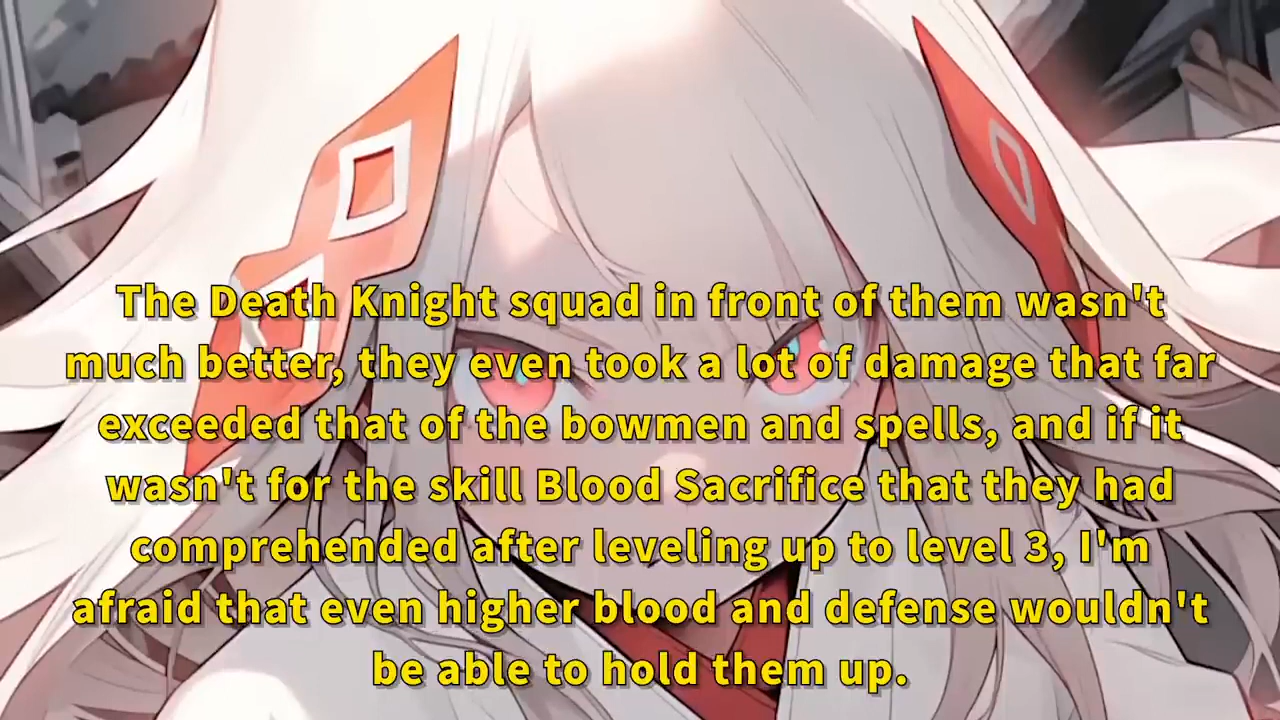 The Death Knight squad in front of them wasn't
much better, they even took a lot of damage that far
exceeded that of the bowmen and spells, and if it
wasn't for the skill Blood Sacrifice that they had
comprehended after leveling up to level 3, I'm
afraid that even higher blood and defense wouldn't
be able to hold them up.